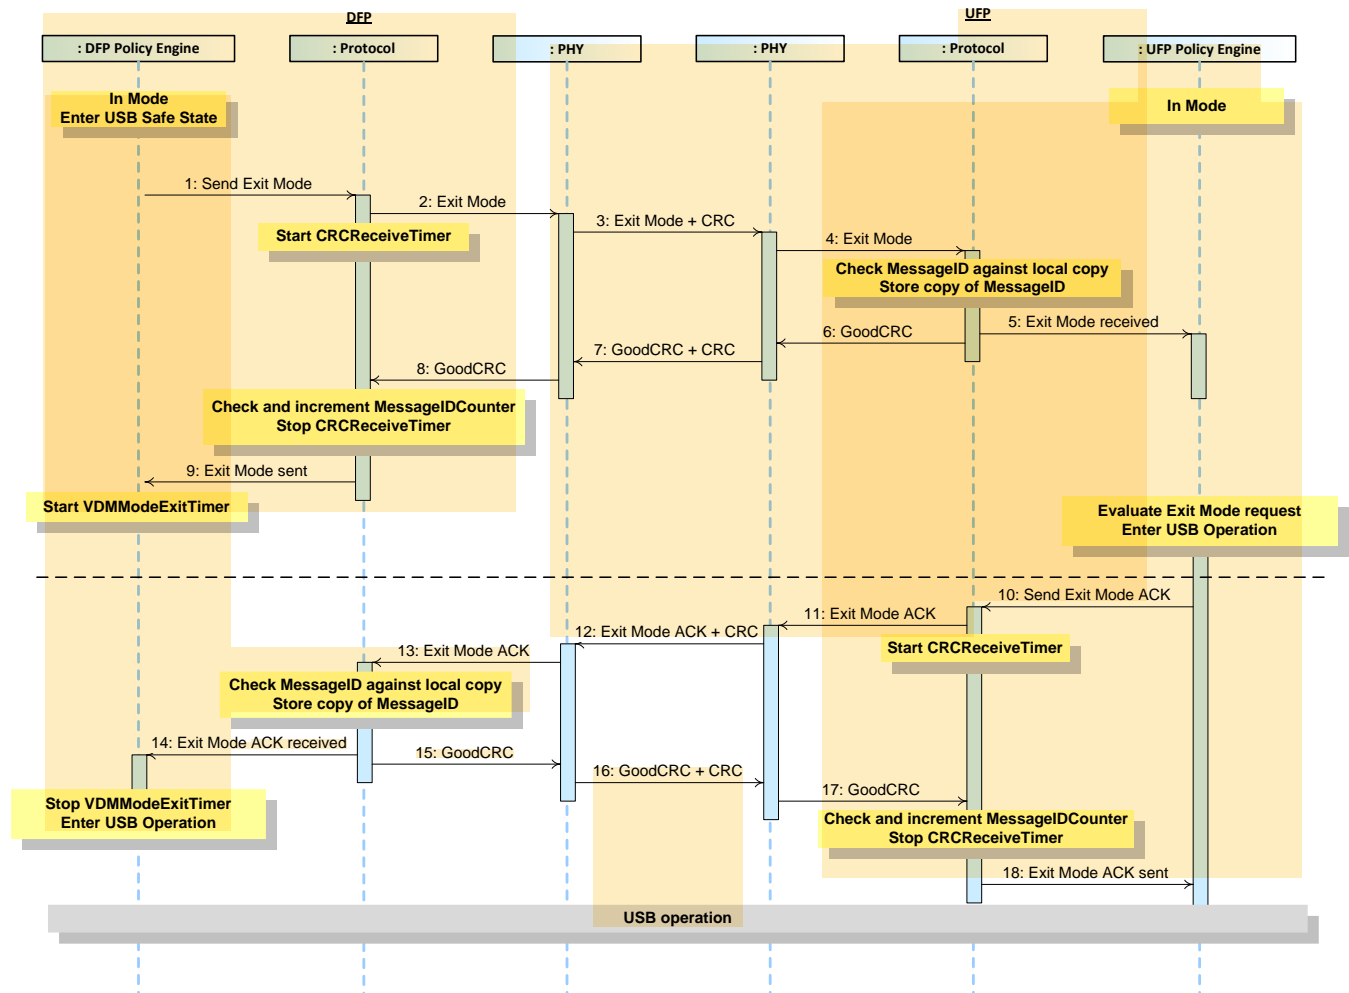 DFP
UFP
: DFP Policy Engine
: Protocol
: PHY
: PHY
: Protocol
: UFP Policy Engine
In Mode
Enter USB Safe State
In Mode
1: Send Exit Mode
2: Exit Mode
Start CRCReceiveTimer
3: Exit Mode + CRC
4: Exit Mode
Check MessageID against local copy
Store copy of MessageID
5: Exit Mode received
6: GoodCRC
7: GoodCRC + CRC
8: GoodCRC
Check and increment MessageIDCounter
Stop CRCReceiveTimer
9: Exit Mode sent
Start VDMModeExitTimer
Evaluate Exit Mode request
Enter USB Operation
10: Send Exit Mode ACK
11: Exit Mode ACK
Start CRCReceiveTimer
12: Exit Mode ACK + CRC
13: Exit Mode ACK
Check MessageID against local copy
Store copy of MessageID
14: Exit Mode ACK received
15: GoodCRC
16: GoodCRC + CRC
17: GoodCRC
Stop VDMModeExitTimer
Enter USB Operation
Check and increment MessageIDCounter
Stop CRCReceiveTimer
18: Exit Mode ACK sent
USB operation